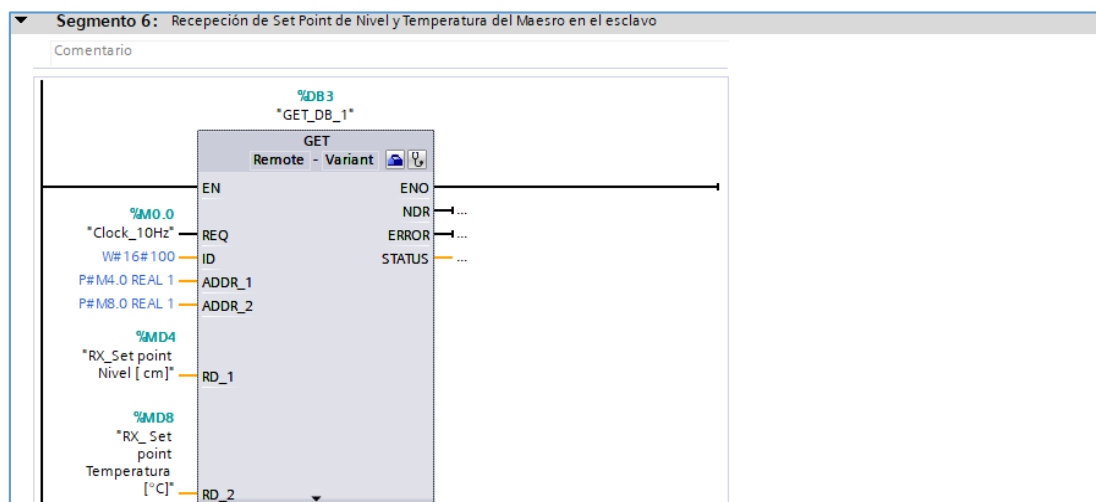 Segmento 6: Recepeción de Set Point de Nivel y Temperatura del Maesro en el esclavo
Comentario
%DB3
"GET_DB_1"
GET
Remote - Variant
EN ENO
NDR ...
%M0.0
"Clock_10Hz" REQ ERROR ...
W#16#100 ID STATUS ...
P#M4.0 REAL 1 ADDR_1
P#M8.0 REAL 1 ADDR_2
%MD4
"RX_Set point
Nivel [ cm]" RD_1
%MD8
"RX_ Set
point
Temperatura
[°C]" RD_2